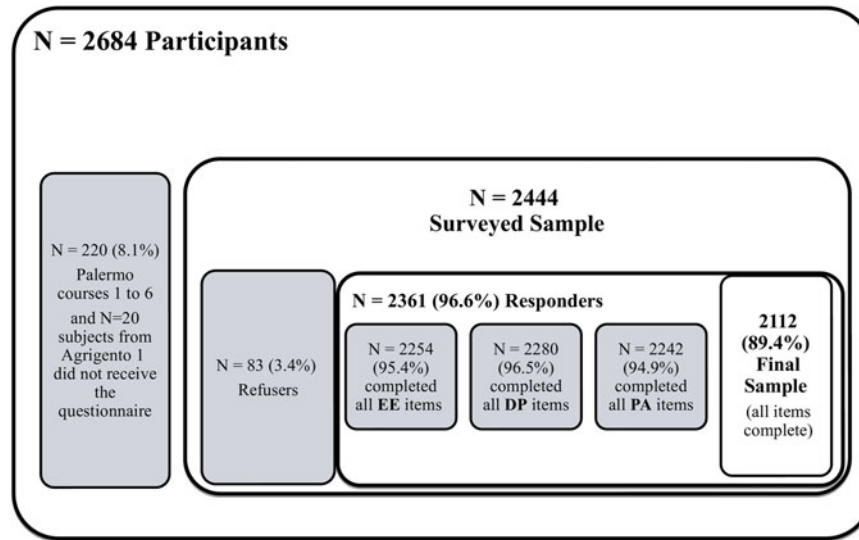 N = 2684 Participants
N = 220 (8.1%)
Palermo
courses 1 to 6
and N=20
subjects from
Agrigento 1
did not receive
the
questionnaire
N = 2444
Surveyed Sample
N = 83 (3.4%)
Refusers
N = 2361 (96.6%) Responders
N = 2254
(95.4%)
completed
all EE items
N = 2280
(96.5%)
completed
all DP items
N = 2242
(94.9%)
completed
all PA items
2112
(89.4%)
Final
Sample
(all items
complete)